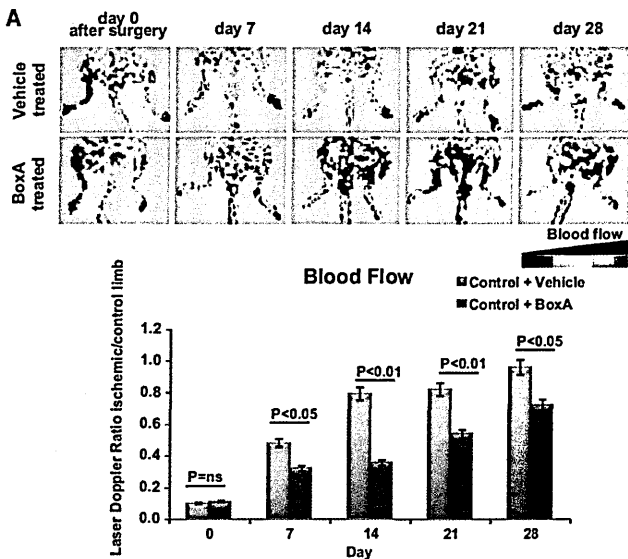 A
day 0
after surgery
day 7
day 14
day 21
day 28
Vehicle
treated
BoxA
treated
Blood flow
Blood Flow
Control + Vehicle
Control + BoxA
Laser Doppler Ratio ischemic/control limb
1.2
1.0
0.8
0.6
0.4
0.2
0.0
P=ns
P<0.05
P<0.01
P<0.01
P<0.05
0
7
14
21
28
Day